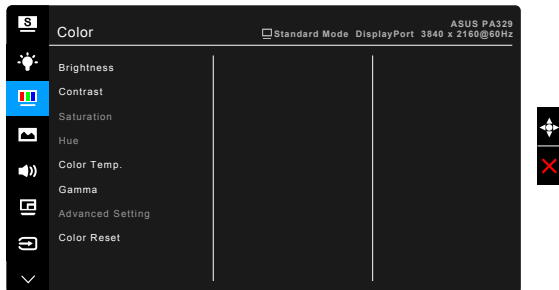 S
Color
ASUS PA329
Standard Mode DisplayPort 3840 x 2160@60Hz
Brightness
Contrast
Saturation
Hue
Color Temp.
Gamma
Advanced Setting
Color Reset